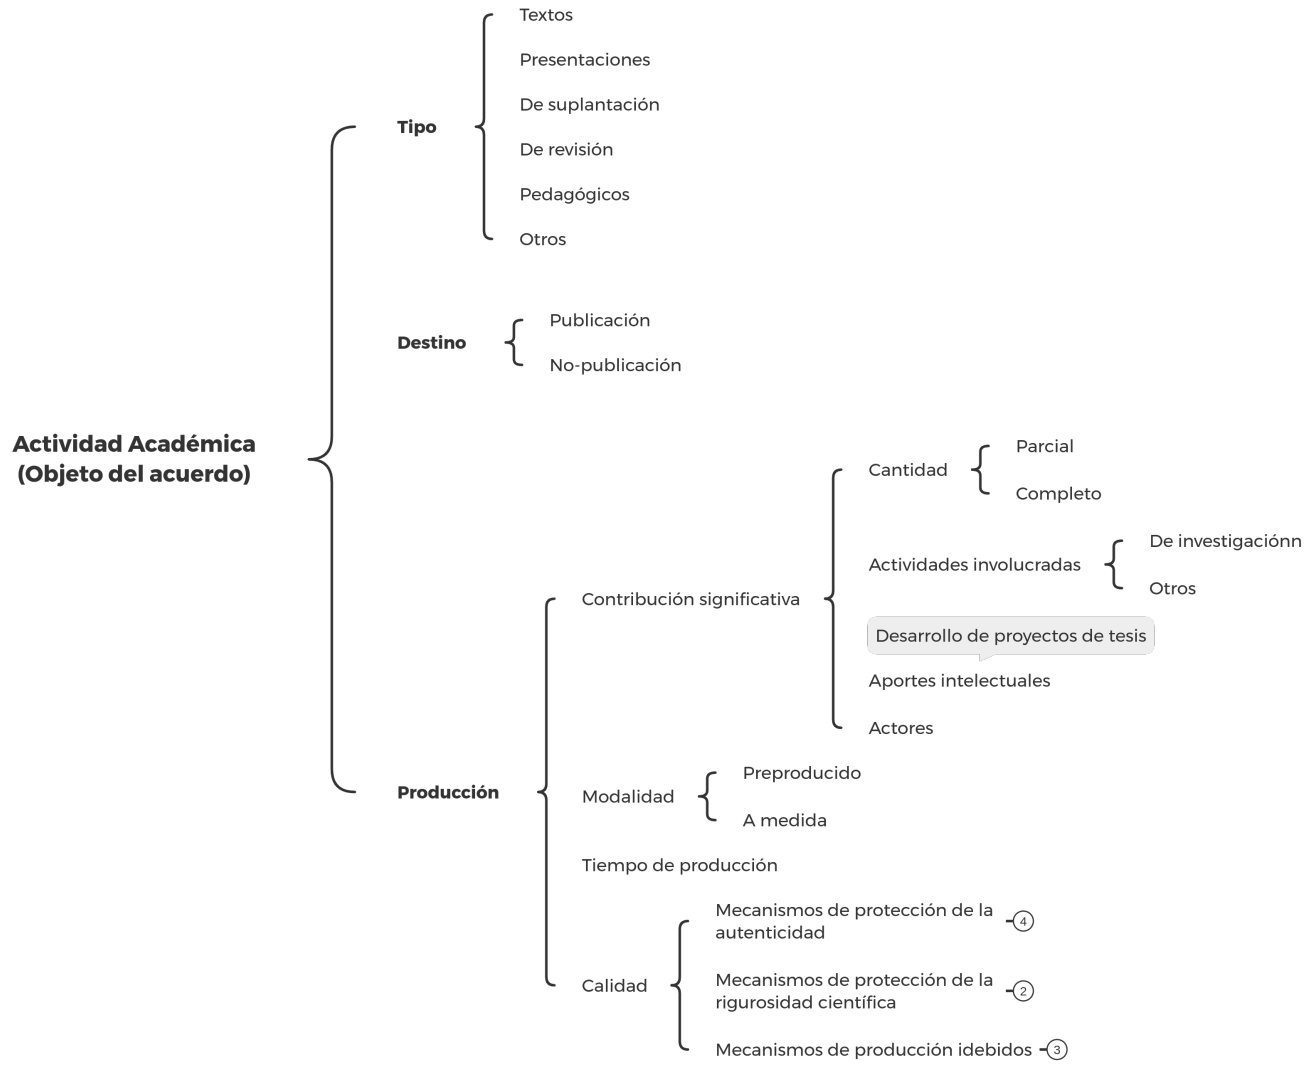 Textos
Presentaciones
De suplantación
Tipo
De revisión
Pedagógicos
Otros
Publicación
Destino
No-publicación
Actividad Académica
(Objeto del acuerdo)
Parcial
Cantidad
Completo
De investigaciónn
Actividades involucradas
Otros
Contribución significativa
Desarrollo de proyectos de tesis
Aportes intelectuales
Actores
Preproducido
Producción
Modalidad
A medida
Tiempo de producción
Mecanismos de protección de la
autenticidad
4
Calidad
Mecanismos de protección de la
rigurosidad científica
2
Mecanismos de producción idebidos
3